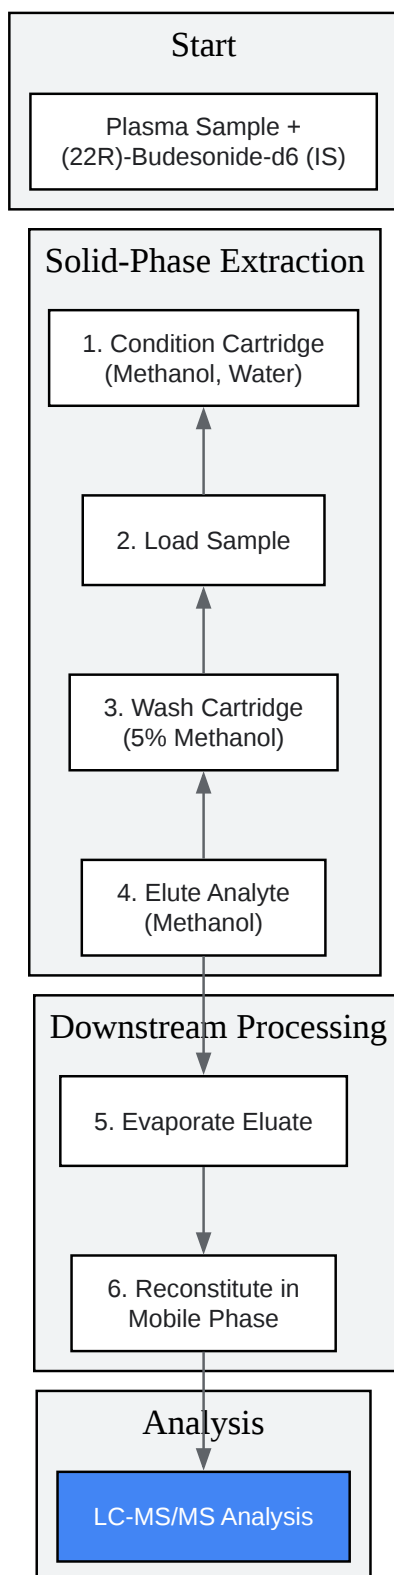 Start
Plasma Sample +
(22R)-Budesonide-d6 (IS)
Solid-Phase Extraction
1. Condition Cartridge
(Methanol, Water)
2. Load Sample
3. Wash Cartridge
(5% Methanol)
4. Elute Analyte
(Methanol)
Downstream Processing
5. Evaporate Eluate
6. Reconstitute in
Mobile Phase
Analysis
LC-MS/MS Analysis